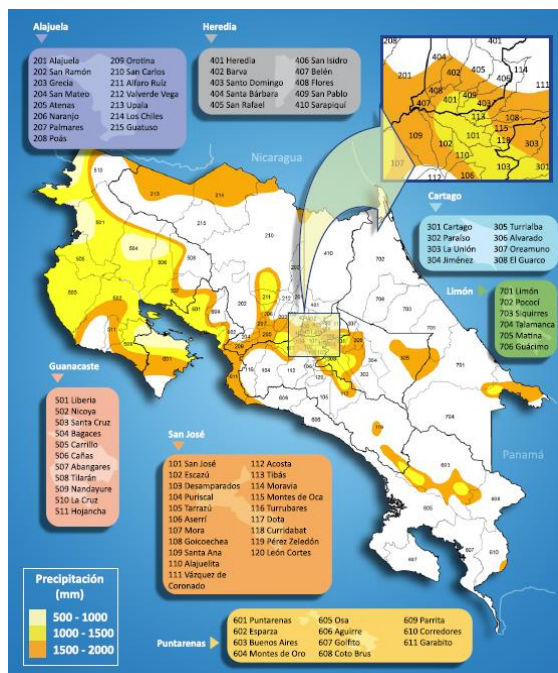 Alajuela
201 Alajuela
202 San Ramón
203 Grecia
204 San Mateo
205 Atenas
206 Naranjo
207 Palmares
208 Poás
209 Orotina
210 San Carlos
211 Alfaro Ruíz
212 Valverde Vega
213 Upala
214 Los Chiles
215 Guatuso
Heredia
401 Heredia
402 Barva
403 Santo Domingo
404 Santa Bárbara
405 San Rafael
406 San Isidro
407 Belén
408 Flores
409 San Pablo
410 Sarapiquí
Nicaragua
Cartago
301 Cartago
302 Paraíso
303 La Unión
304 Jiménez
305 Turrialba
306 Alvarado
307 Oreamuno
308 El Guarco
Limón
701 Limón
702 Pococí
703 Siquirres
704 Talamanca
705 Matina
706 Guácimo
Guanacaste
501 Liberia
502 Nicoya
503 Santa Cruz
504 Bagaces
505 Carrillo
506 Cañas
507 Abangares
508 Tilarán
509 Nandayure
510 La Cruz
511 Hojancha
San José
101 San José
102 Escazú
103 Desamparados
104 Puriscal
105 Tarrazú
106 Aserrí
107 Mora
108 Goicoechea
109 Santa Ana
110 Alajuelita
111 Vázquez de
Coronado
112 Acosta
113 Tibás
114 Moravia
115 Montes de Oca
116 Turrubares
117 Dota
118 Curridabat
119 Pérez Zeledón
120 León Cortes
Panamá
Precipitación
(mm)
500 - 1000
1000 - 1500
1500 - 2000
Puntarenas
601 Puntarenas
602 Esparza
603 Buenos Aires
604 Montes de Oro
605 Osa
606 Aguirre
607 Golfito
608 Coto Brus
609 Parrita
610 Corredores
611 Garabito